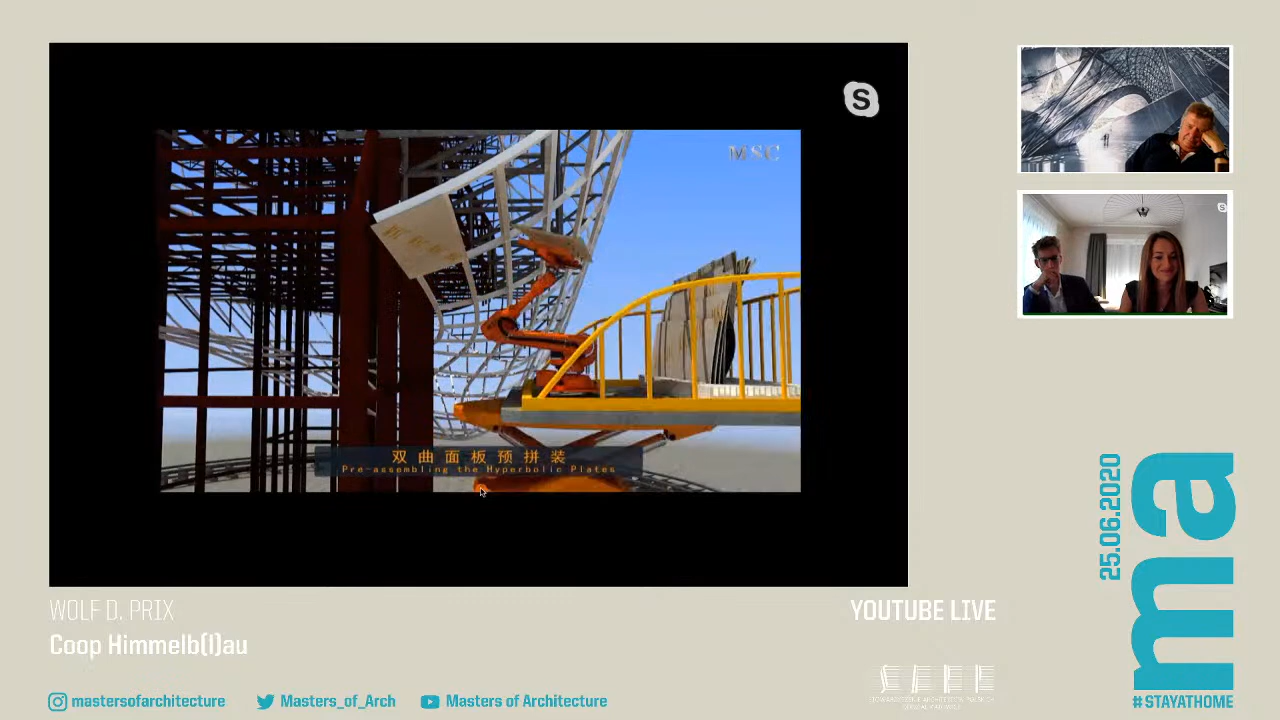 S
MSC
双曲面板预拼装
Pre-assembling the Hyperbolic Plates
S
25.06.2020
ma
#STAYATHOME
WOLF D. PRIX
Coop Himmelb(l)au
YOUTUBE LIVE
mastersofarchitecture
Masters_of_Arch
Masters of Architecture